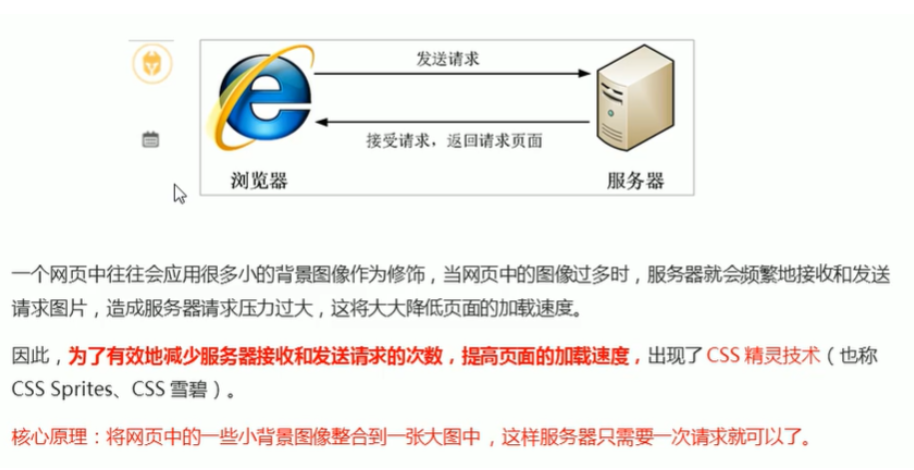 发送请求
接受请求，返回请求页面
浏览器
服务器
一个网页中往往会应用很多小的背景图像作为修饰，当网页中的图像过多时，服务器就会频繁地接收和发送
请求图片，造成服务器请求压力过大，这将大大降低页面的加载速度。
因此，为了有效地减少服务器接收和发送请求的次数，提高页面的加载速度，出现了 CSS 精灵技术（也称
CSS Sprites、CSS 雪碧）。
核心原理：将网页中的一些小背景图像整合到一张大图中，这样服务器只需要一次请求就可以了。